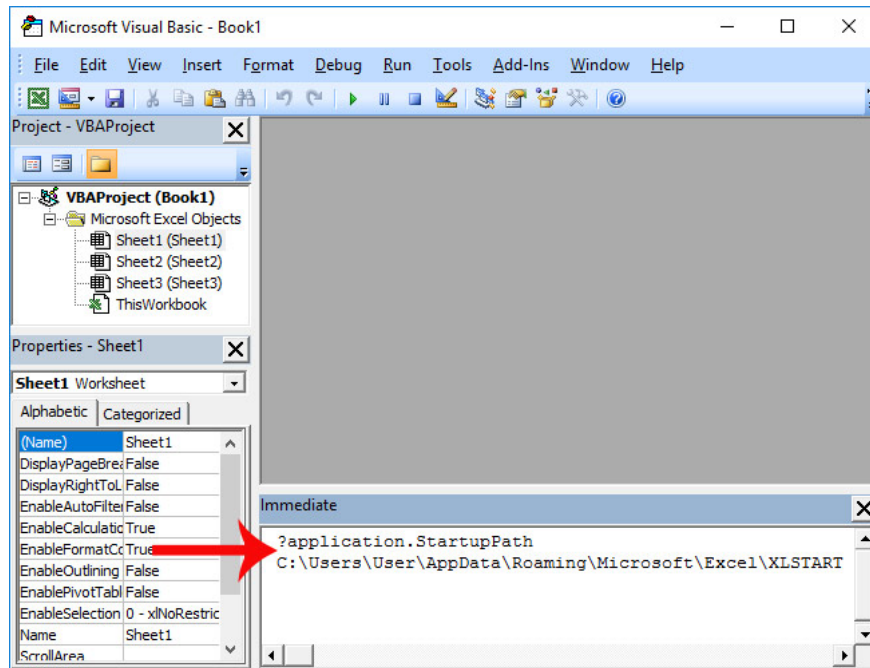 Microsoft Visual Basic - Book1
File Edit View Insert Format Debug Run Tools Add-Ins Window Help
Project - VBAProject
VBAProject (Book1)
Microsoft Excel Objects
Sheet1 (Sheet1)
Sheet2 (Sheet2)
Sheet3 (Sheet3)
ThisWorkbook
Properties - Sheet1
Sheet1 Worksheet
Alphabetic Categorized
(Name) Sheet1
DisplayPageBrea False
DisplayRightToL False
EnableAutoFilter False
EnableCalculatio True
EnableFormatCo True
EnableOutlining False
EnablePivotTabl False
EnableSelection 0 - xlNoRestric
Name Sheet1
ScrollArea
Immediate
?application.StartupPath
C:\Users\User\AppData\Roaming\Microsoft\Excel\XLSTART